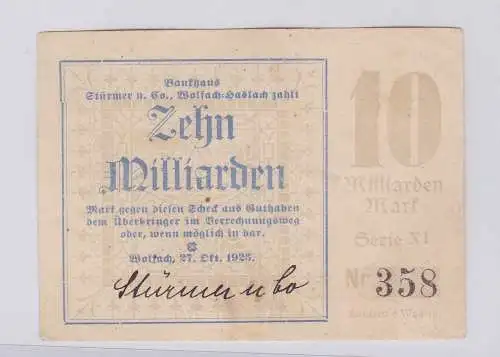 Bankhaus
Stürmer u. Co., Wolfach-Haslach zahlt
Zehn
Milliarden
Mark gegen diesen Scheck aus Guthaben
dem Überbringer im Verrechnungsweg
oder, wenn möglich in bar.
Wolfach, 27. Okt. 1923.
Stürmer u Co
10
Milliarden
Mark
Serie XI
Nr. 358